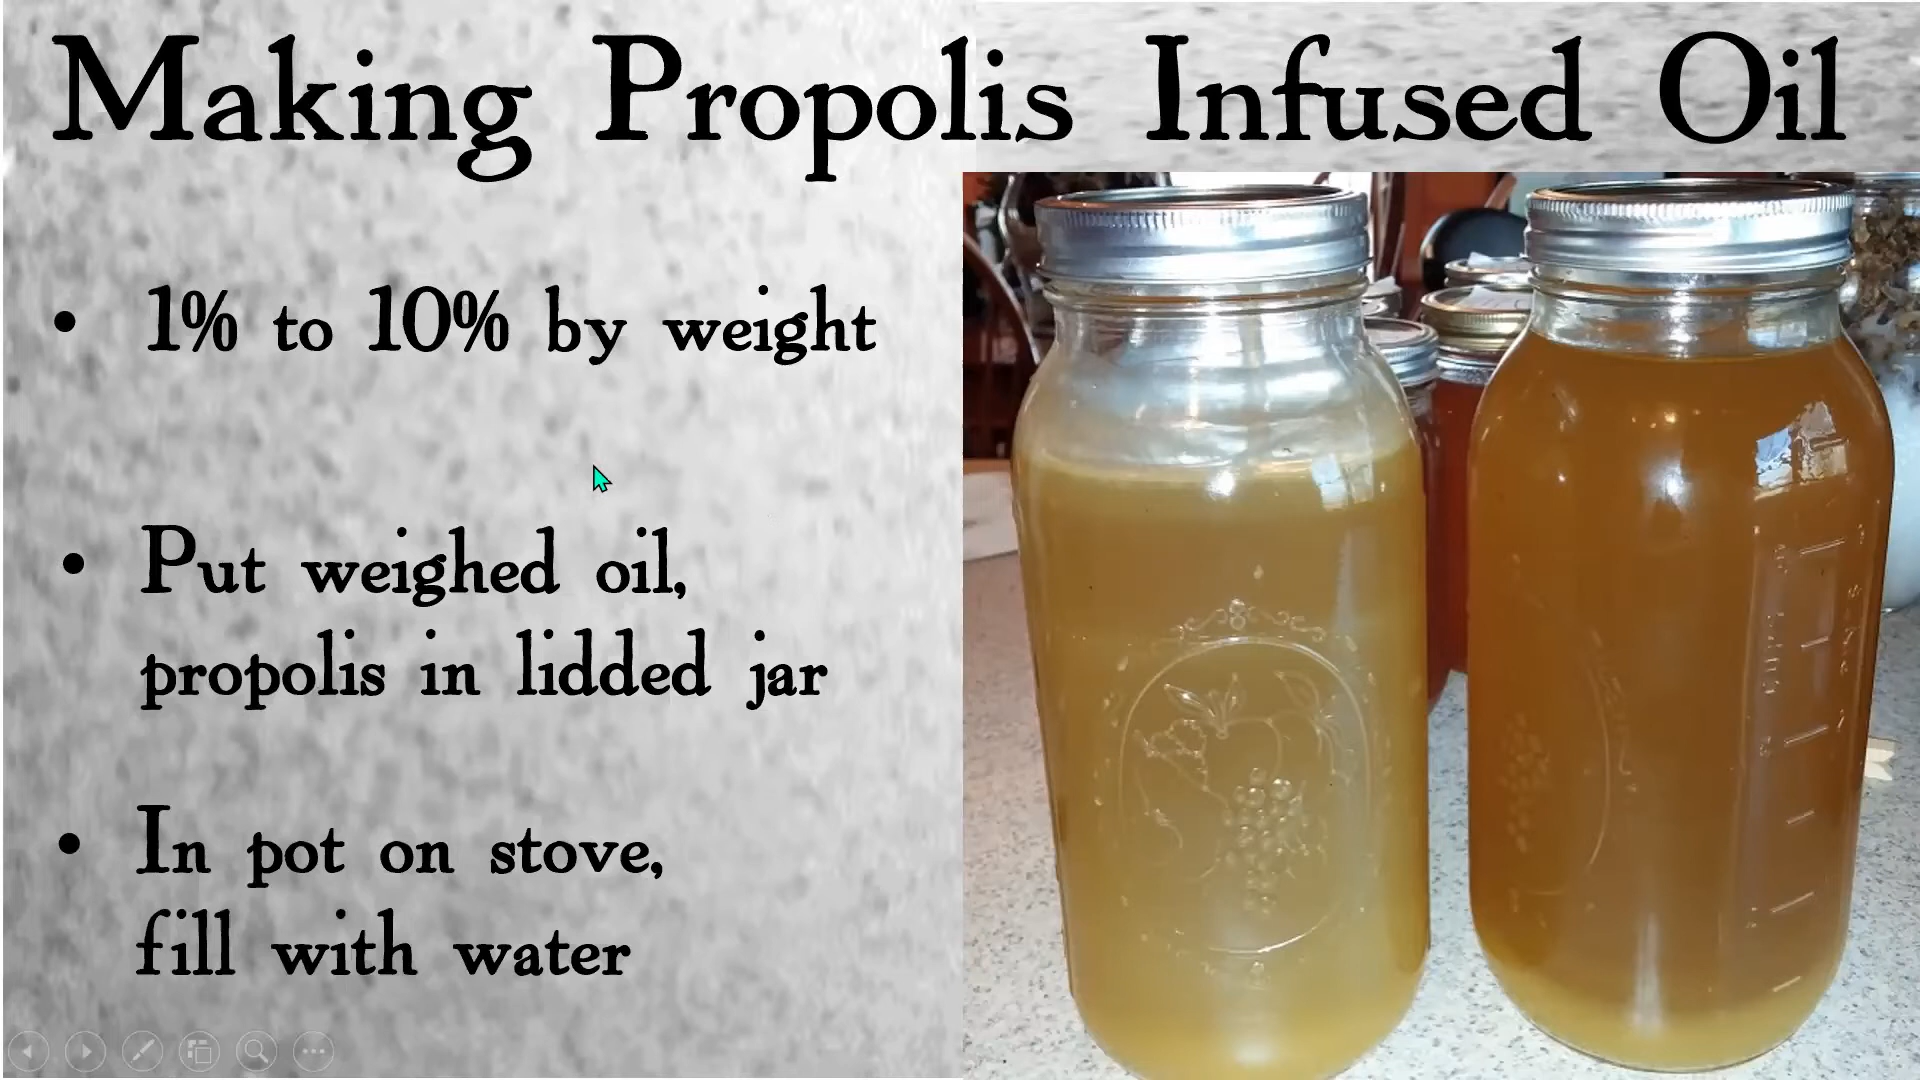 Making Propolis Infused Oil
• 1% to 10% by weight
• Put weighed oil,
propolis in lidded jar
• In pot on stove,
fill with water